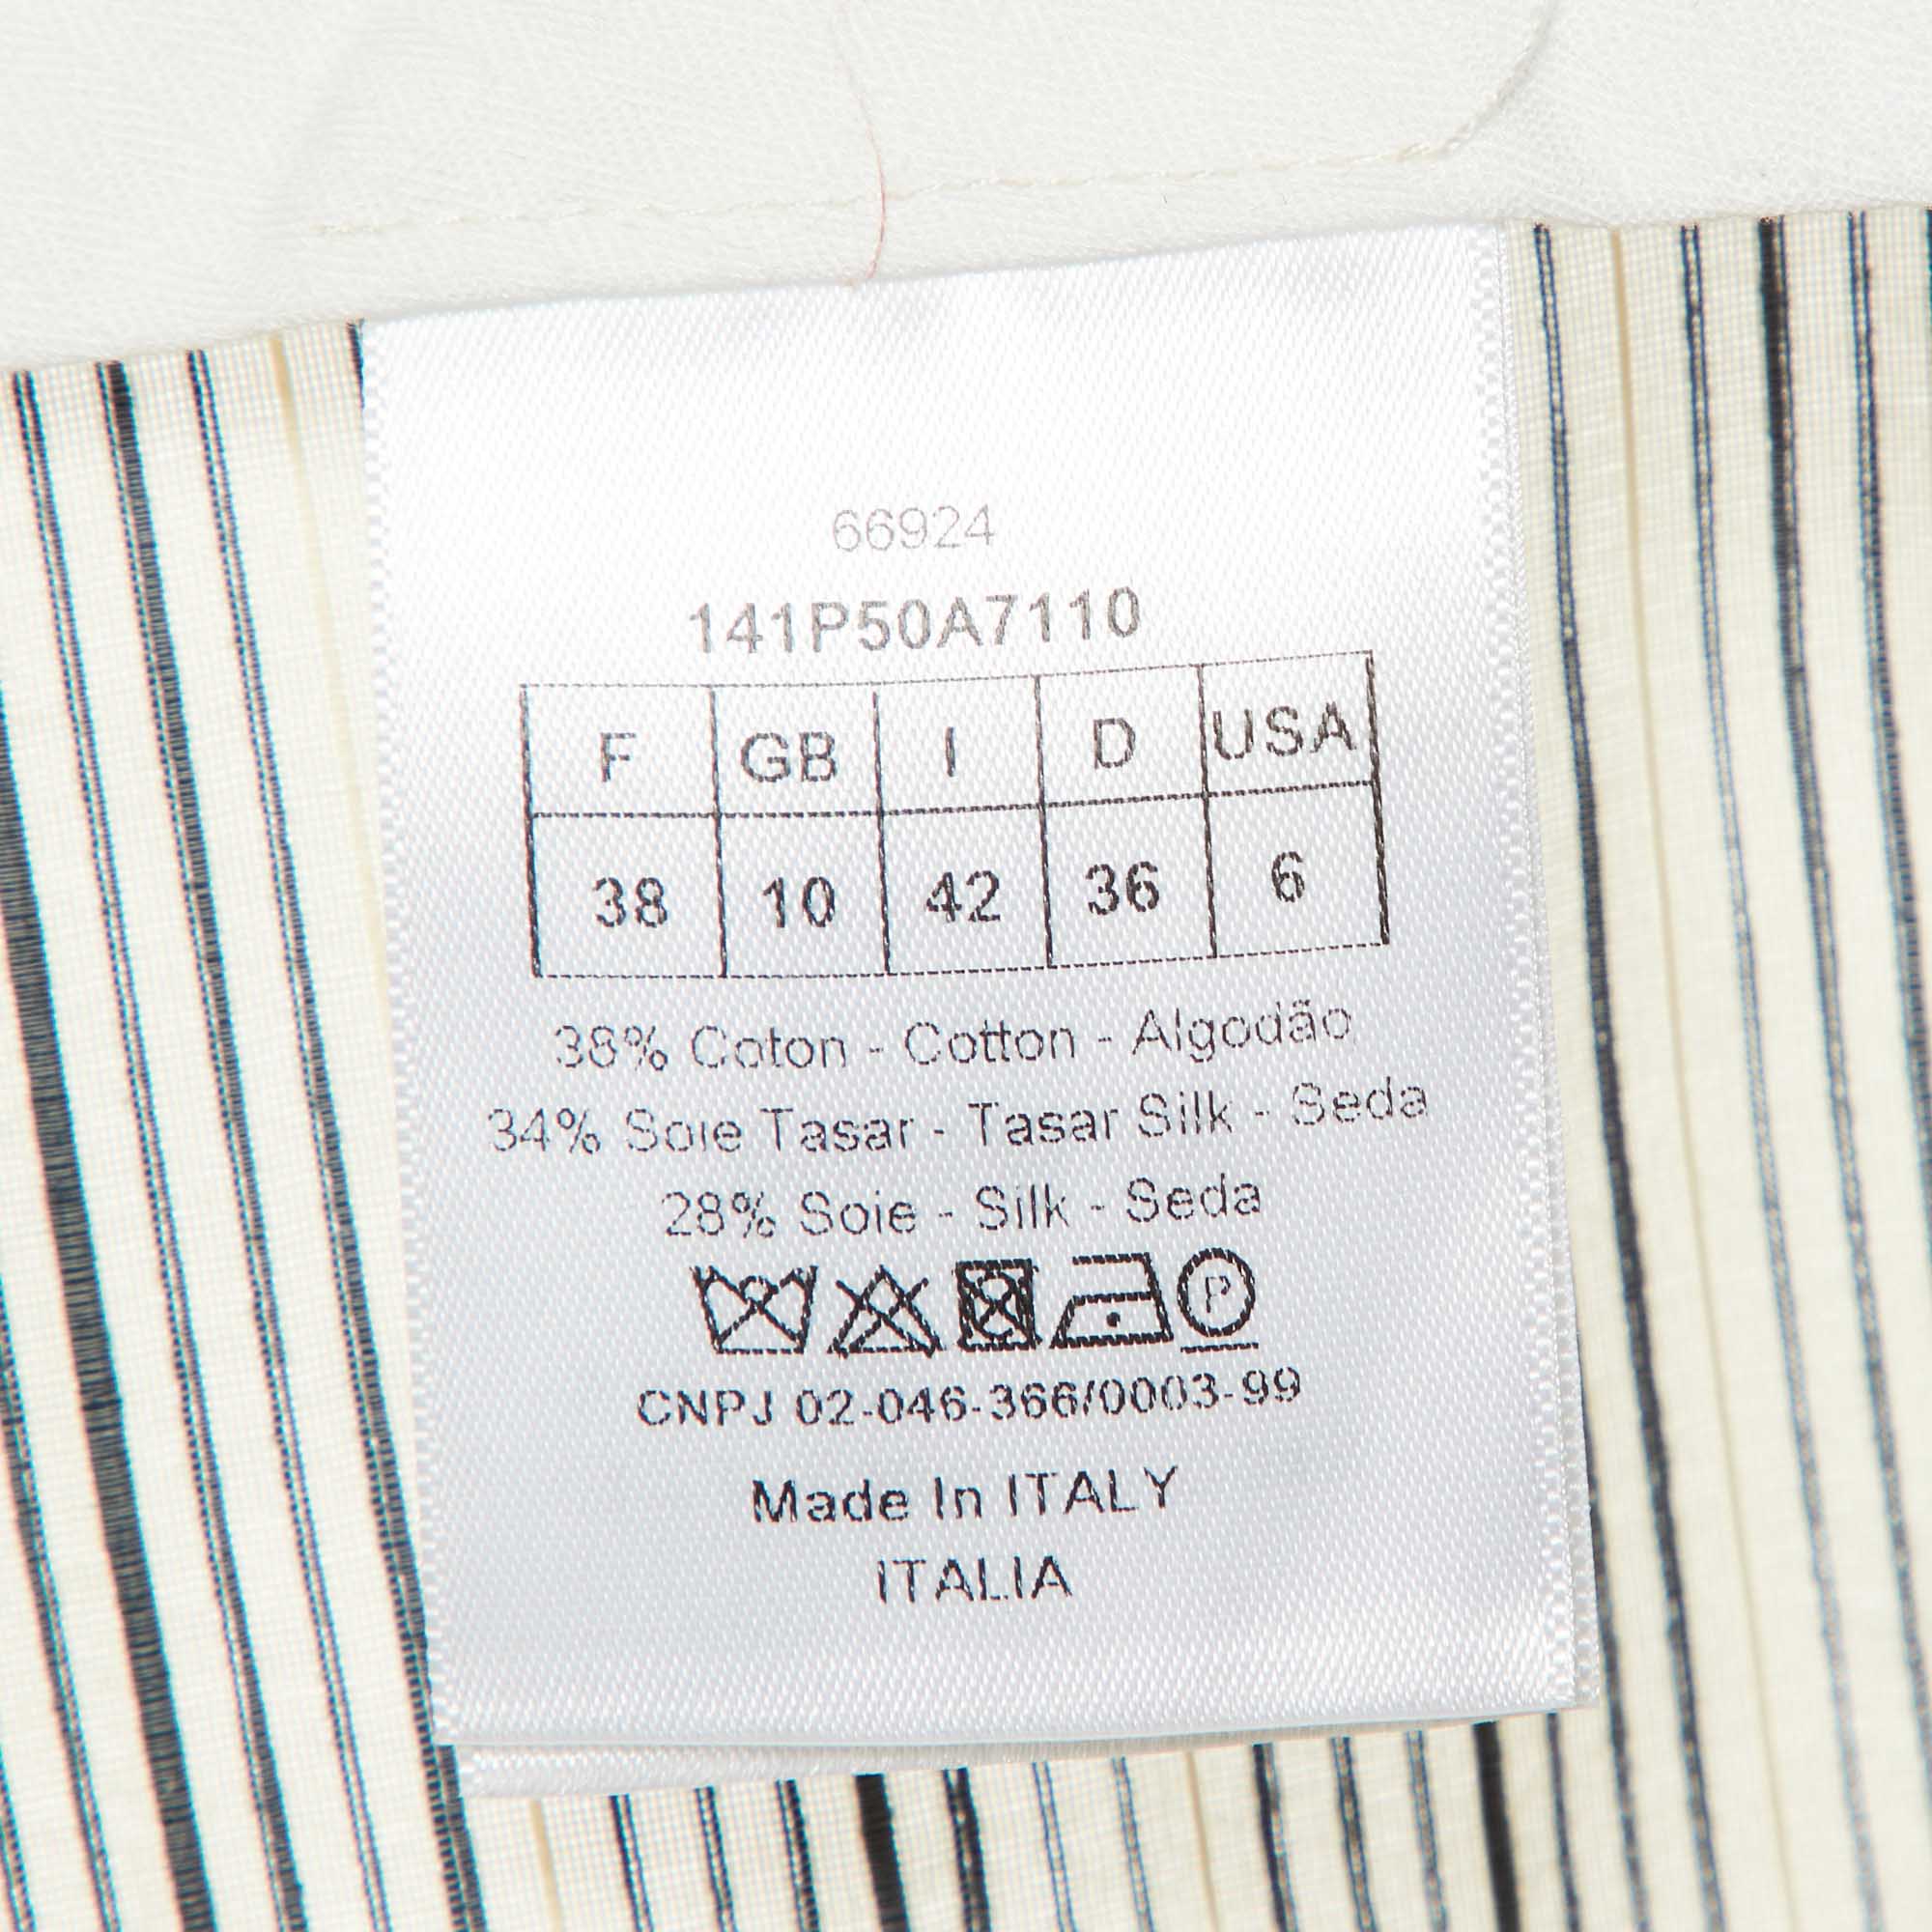 66924
141P50A7110
F GB I D USA
38 10 42 36 6
38% Coton - Cotton - Algodão
34% Soie Tasar - Tasar Silk - Seda
28% Soie - Silk - Seda
P
CNPJ 02-046-366/0003-99
Made In ITALY
ITALIA